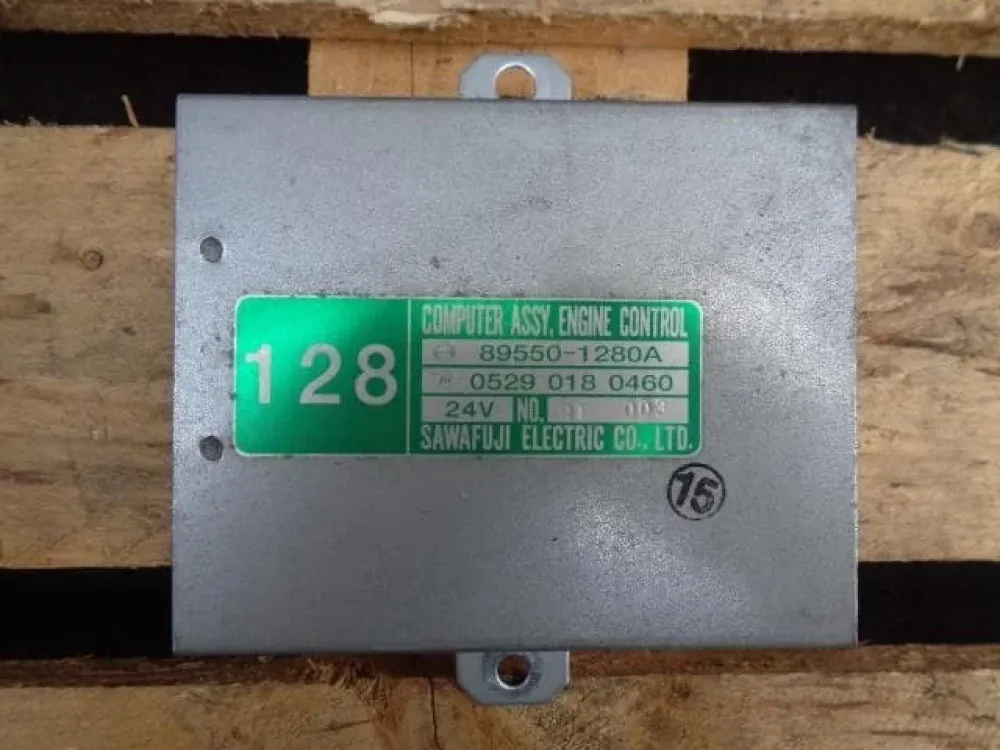 128
COMPUTER ASSY, ENGINE CONTROL
89550-1280A
0529 018 0460
24V NO.
SAWAFUJI ELECTRIC CO., LTD.
15